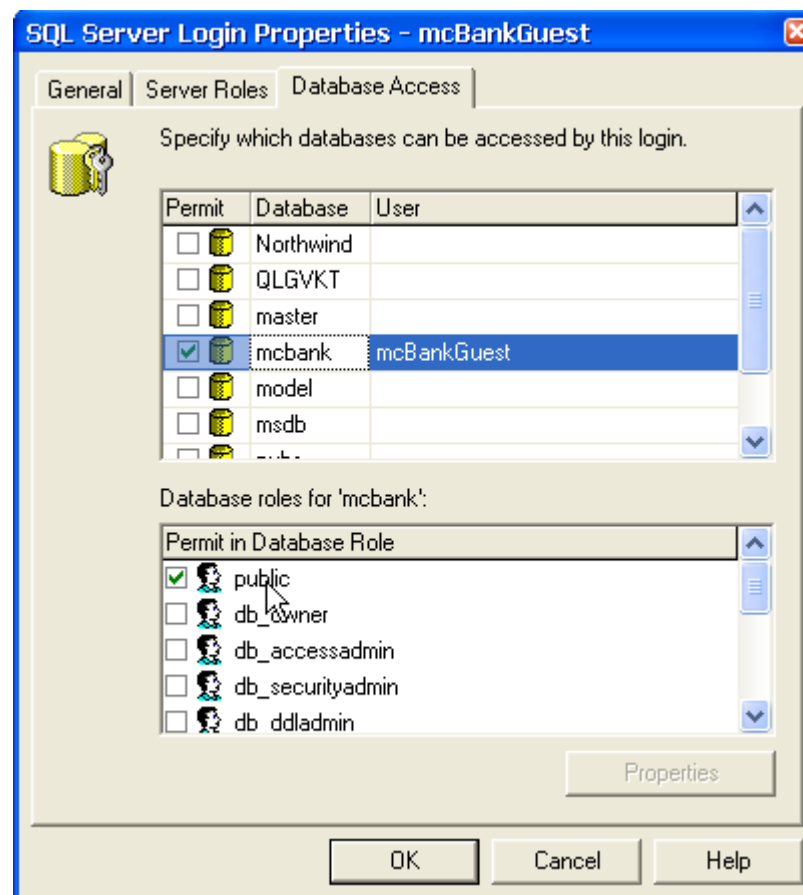 SQL Server Login Properties - mcBankGuest
General Server Roles Database Access
Specify which databases can be accessed by this login.
Permit Database User
Northwind
QLGVKT
master
mcbank mcBankGuest
model
msdb
Database roles for 'mcbank':
Permit in Database Role
public
db_owner
db_accessadmin
db_securityadmin
db_ddladmin
Properties
OK Cancel Help